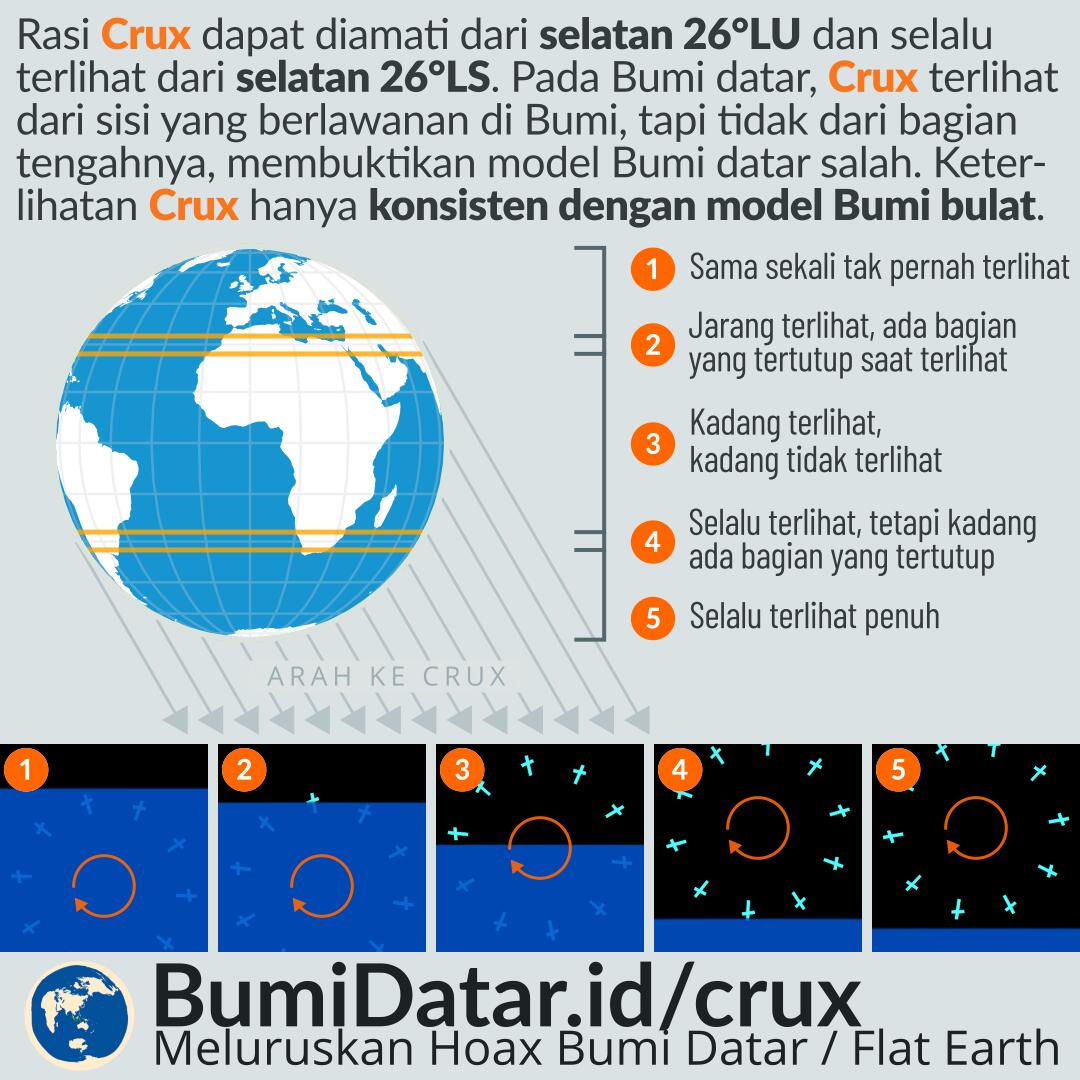 Rasi Crux dapat diamati dari selatan 26°LU dan selalu
terlihat dari selatan 26°LS. Pada Bumi datar, Crux terlihat
dari sisi yang berlawanan di Bumi, tapi tidak dari bagian
tengahnya, membuktikan model Bumi datar salah. Keter-
lihatan Crux hanya konsisten dengan model Bumi bulat.
1 Sama sekali tak pernah terlihat
2 Jarang terlihat, ada bagian
yang tertutup saat terlihat
3 Kadang terlihat,
kadang tidak terlihat
4 Selalu terlihat, tetapi kadang
ada bagian yang tertutup
5 Selalu terlihat penuh
ARAH KE CRUX
1 2 3 4 5
BumiDatar.id/crux
Meluruskan Hoax Bumi Datar / Flat Earth